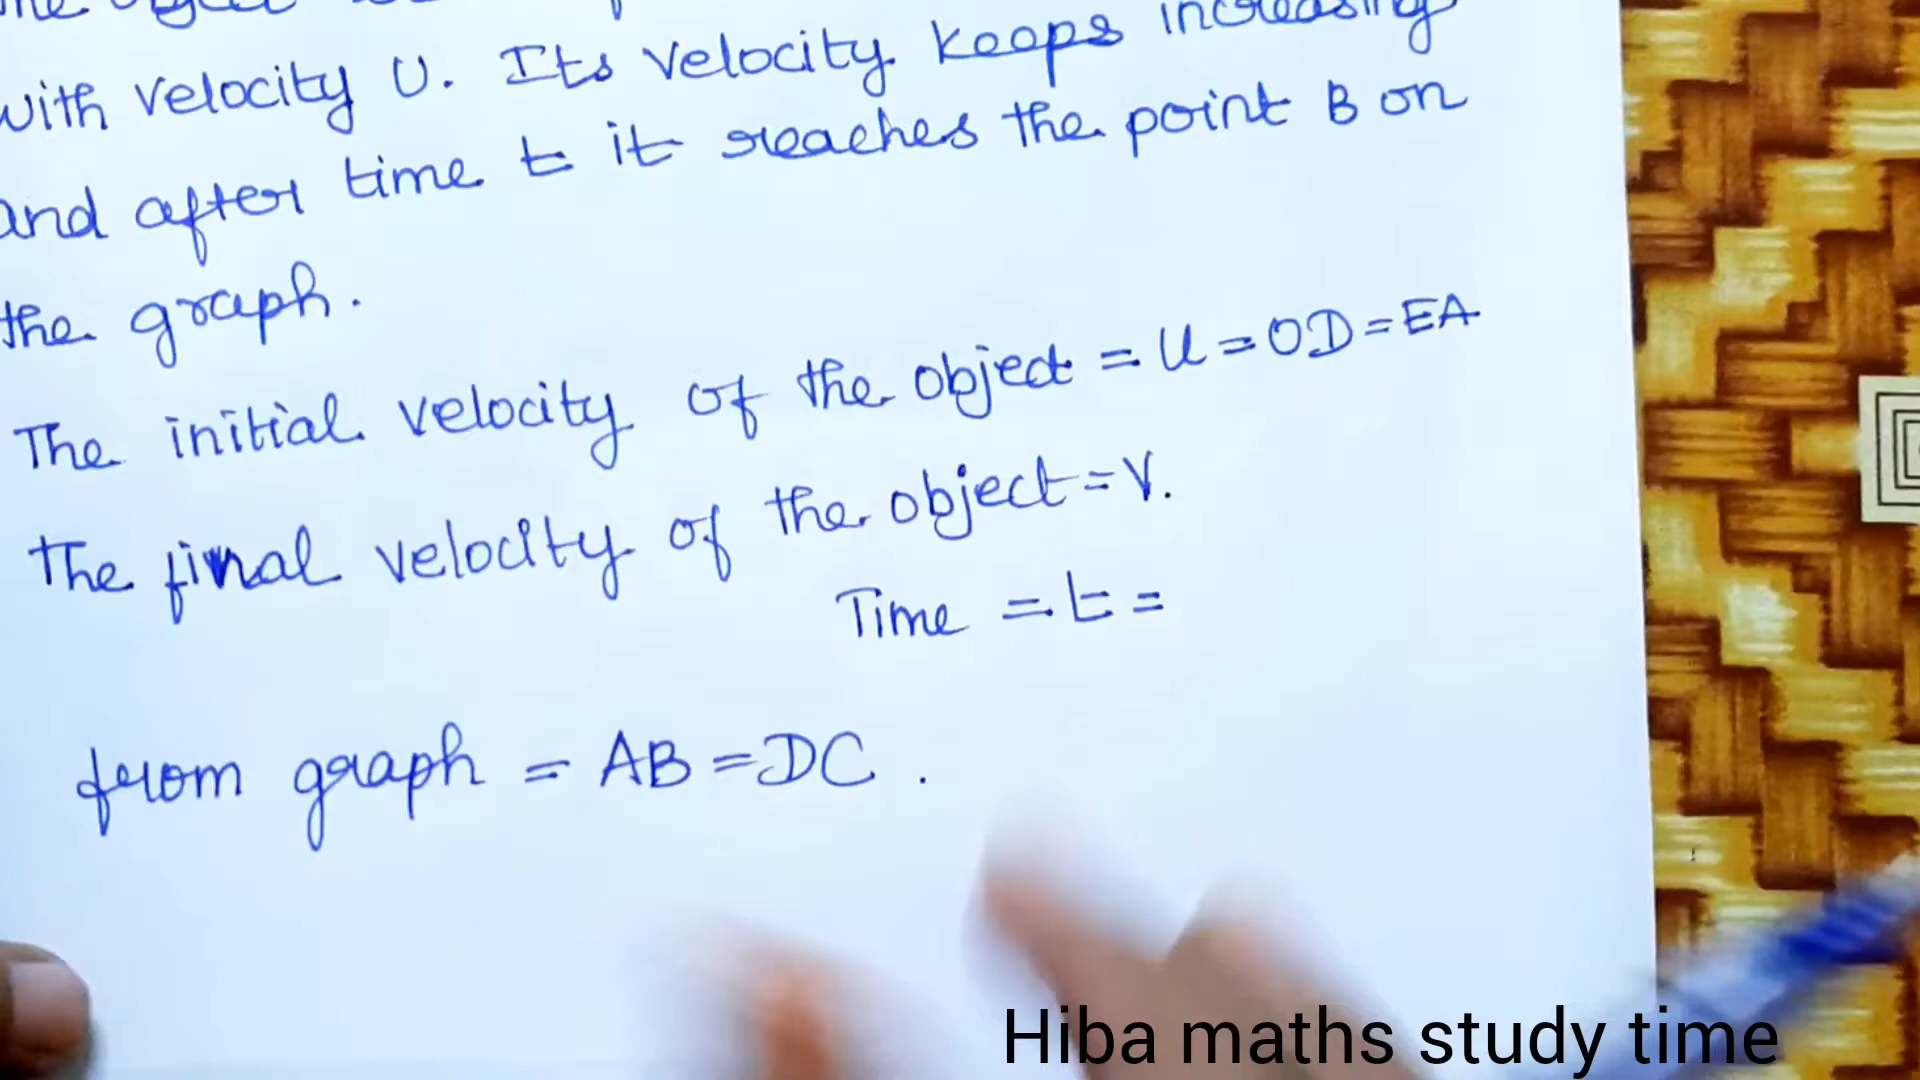 with velocity U. Its velocity keeps increasing
and after time t it reaches the point B on
the graph.
The initial velocity of the object = u = OD = EA
The final velocity of the object = V.
Time = t =
from graph = AB = DC .
Hiba maths study time